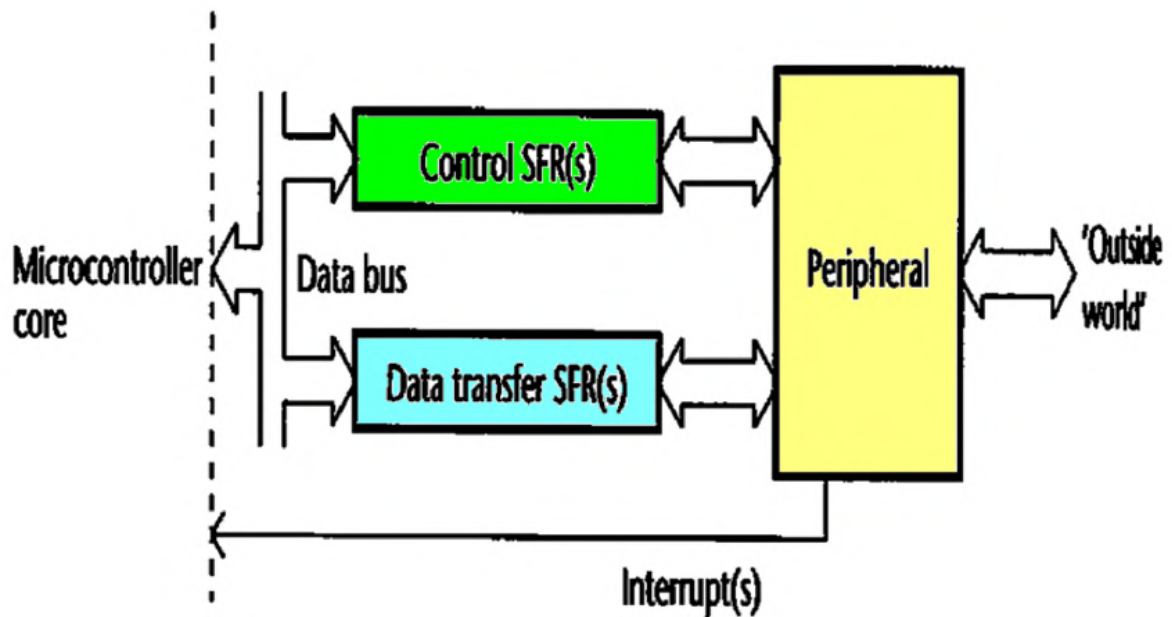 Control SFR(s)
Microcontroller
core
Data bus
Peripheral
'Outside
world'
Data transfer SFR(s)
Interrupt(s)